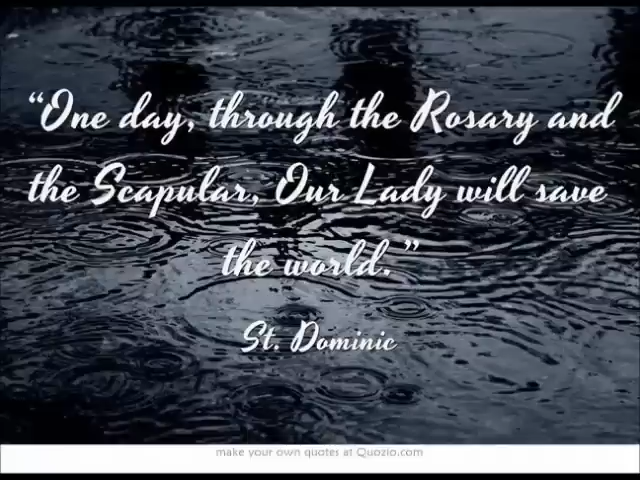 “One day, through the Rosary and
the Scapular, Our Lady will save
the world.”
St. Dominic
make your own quotes at Quozio.com